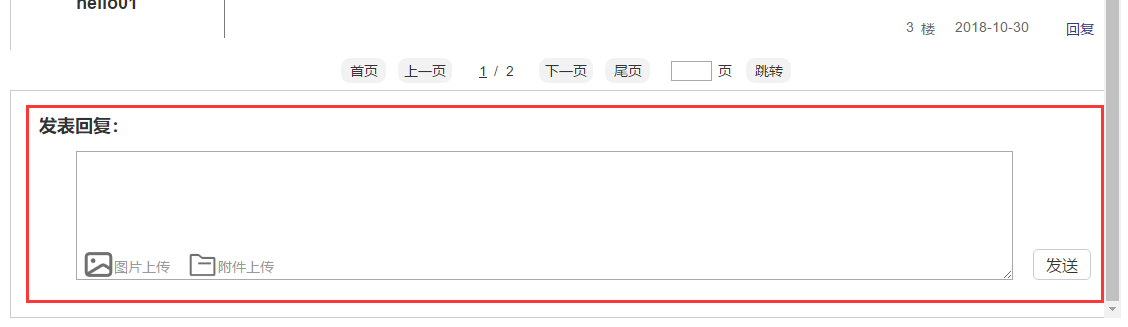 hello01
3 楼 2018-10-30 回复
首页 上一页 1 / 2 下一页 尾页 页 跳转
发表回复：
图片上传 附件上传
发送